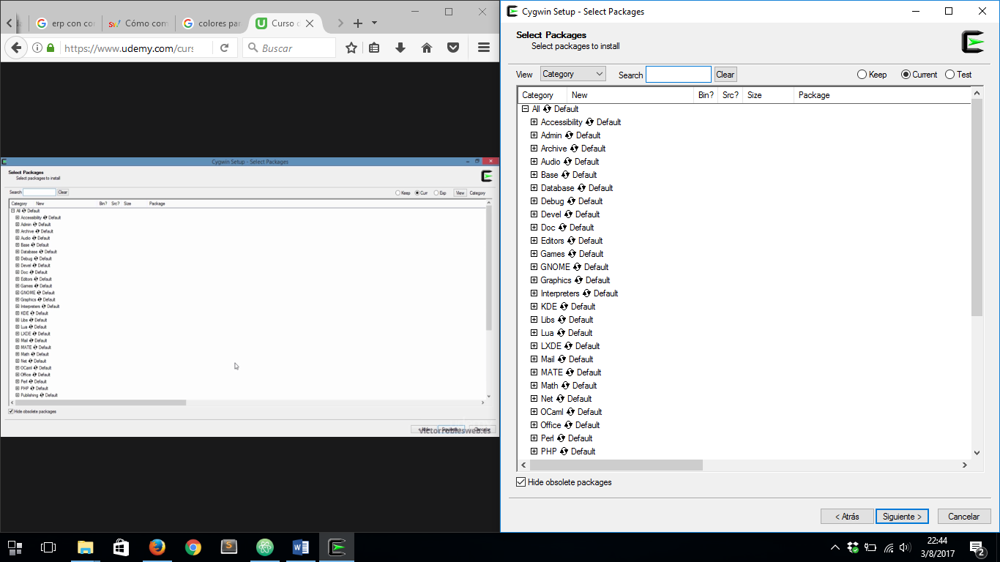 erp con cor
Cómo com
colores par
Curso c
https://www.udemy.com/curs
Buscar
Cygwin Setup - Select Packages
Select Packages
Select packages to install
Search
Clear
Keep
Curr
Exp
View
Category
Category New Bin? Src? Size Package
All Default
Accessibility Default
Admin Default
Archive Default
Audio Default
Base Default
Database Default
Debug Default
Devel Default
Doc Default
Editors Default
Games Default
GNOME Default
Graphics Default
Interpreters Default
KDE Default
Libs Default
Lua Default
LXDE Default
Mail Default
MATE Default
Math Default
Net Default
OCaml Default
Office Default
Perl Default
PHP Default
Publishing Default
Hide obsolete packages
victorroblesweb.es
Cygwin Setup - Select Packages
Select Packages
Select packages to install
View Category Search Clear Keep Current Test
Category New Bin? Src? Size Package
All Default
Accessibility Default
Admin Default
Archive Default
Audio Default
Base Default
Database Default
Debug Default
Devel Default
Doc Default
Editors Default
Games Default
GNOME Default
Graphics Default
Interpreters Default
KDE Default
Libs Default
Lua Default
LXDE Default
Mail Default
MATE Default
Math Default
Net Default
OCaml Default
Office Default
Perl Default
PHP Default
Hide obsolete packages
< Atrás Siguiente > Cancelar
22:44
3/8/2017
2